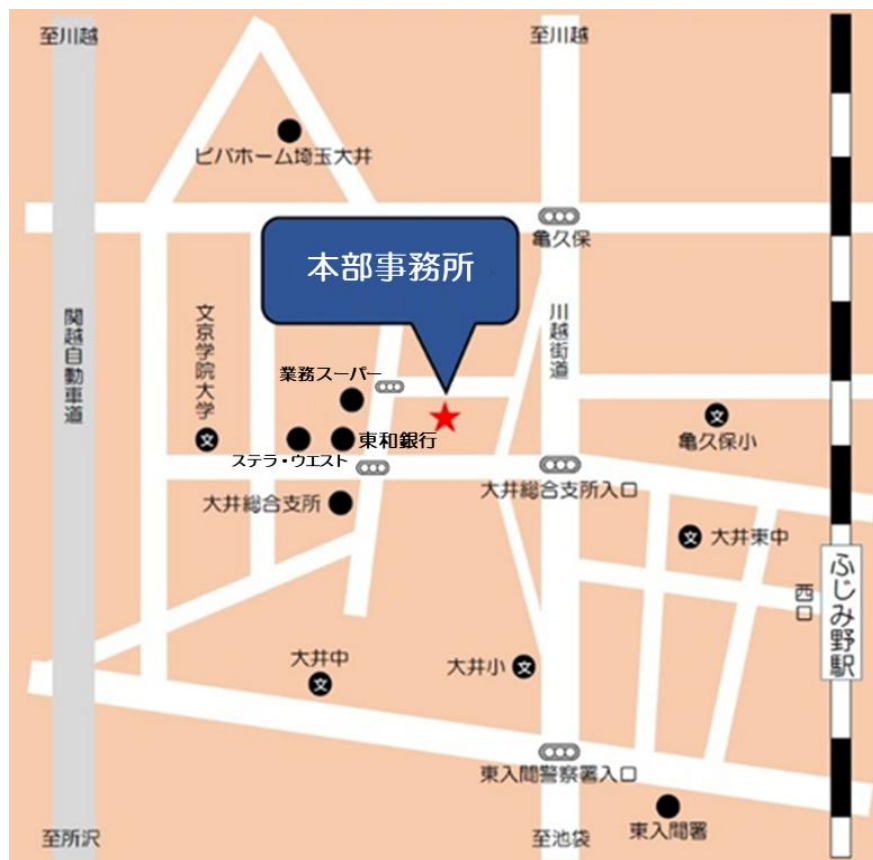 至川越
至川越
ビバホーム埼玉大井
亀久保
本部事務所
関越自動車道
文京学院大学
川越街道
業務スーパー
文
亀久保小
文
東和銀行
ステラ・ウエスト
大井総合支所
大井総合支所入口
文
大井東中
ふじみ野駅
西口
大井中
文
大井小
文
東入間警察署入口
東入間署
至所沢
至池袋